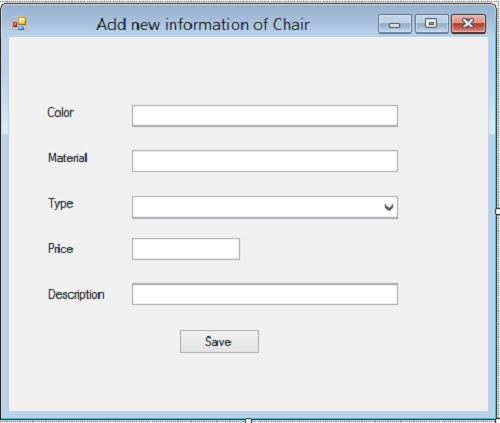 Add new information of Chair
Color
Material
Type
Price
Description
Save